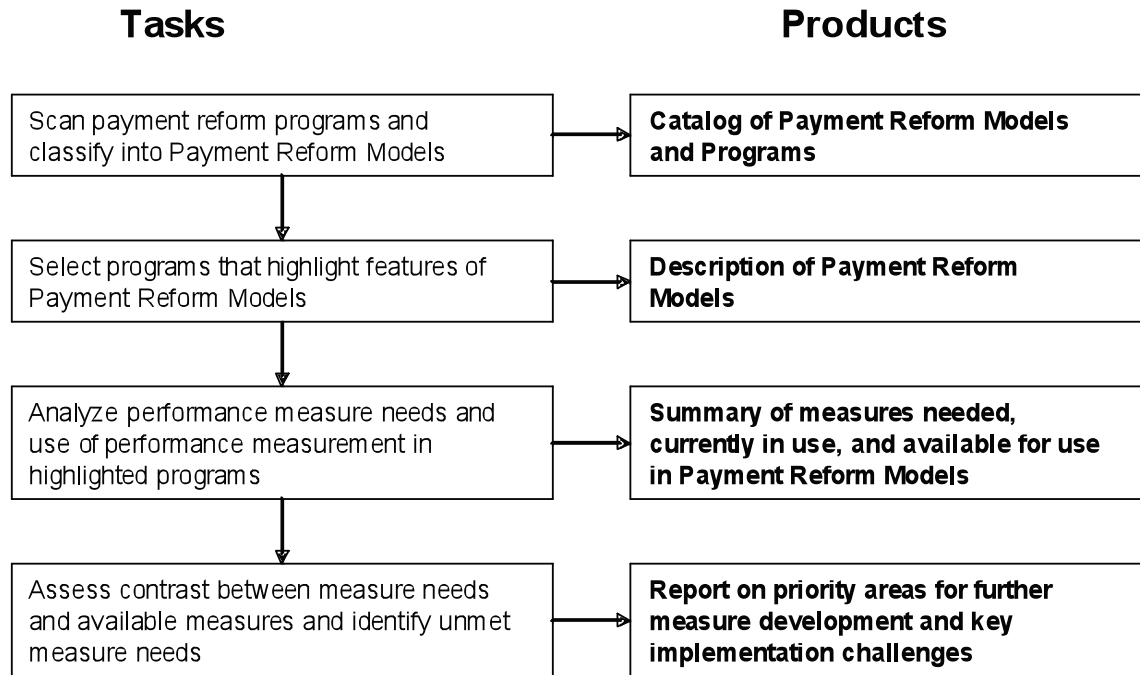 Tasks
Products
Scan payment reform programs and
classify into Payment Reform Models
Catalog of Payment Reform Models
and Programs
Select programs that highlight features of
Payment Reform Models
Description of Payment Reform
Models
Analyze performance measure needs and
use of performance measurement in
highlighted programs
Summary of measures needed,
currently in use, and available for use
in Payment Reform Models
Assess contrast between measure needs
and available measures and identify unmet
measure needs
Report on priority areas for further
measure development and key
implementation challenges